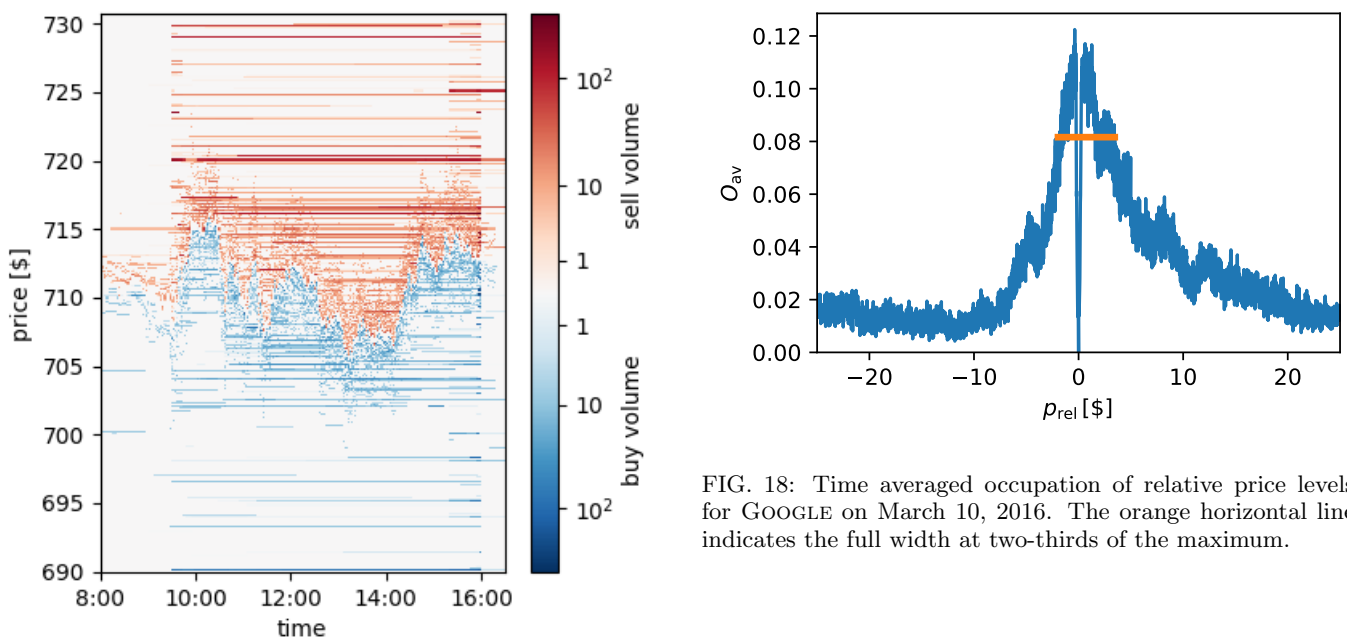 730
725
720
715
710
705
700
695
690
price [$]
8:00 10:00 12:00 14:00 16:00
time
10²
10
1
1
10
10²
sell volume
buy volume
0.12
0.10
0.08
0.06
0.04
0.02
0.00
O_av
−20 −10 0 10 20
p_rel [$]
FIG. 18: Time averaged occupation of relative price levels
for GOOGLE on March 10, 2016. The orange horizontal line
indicates the full width at two-thirds of the maximum.